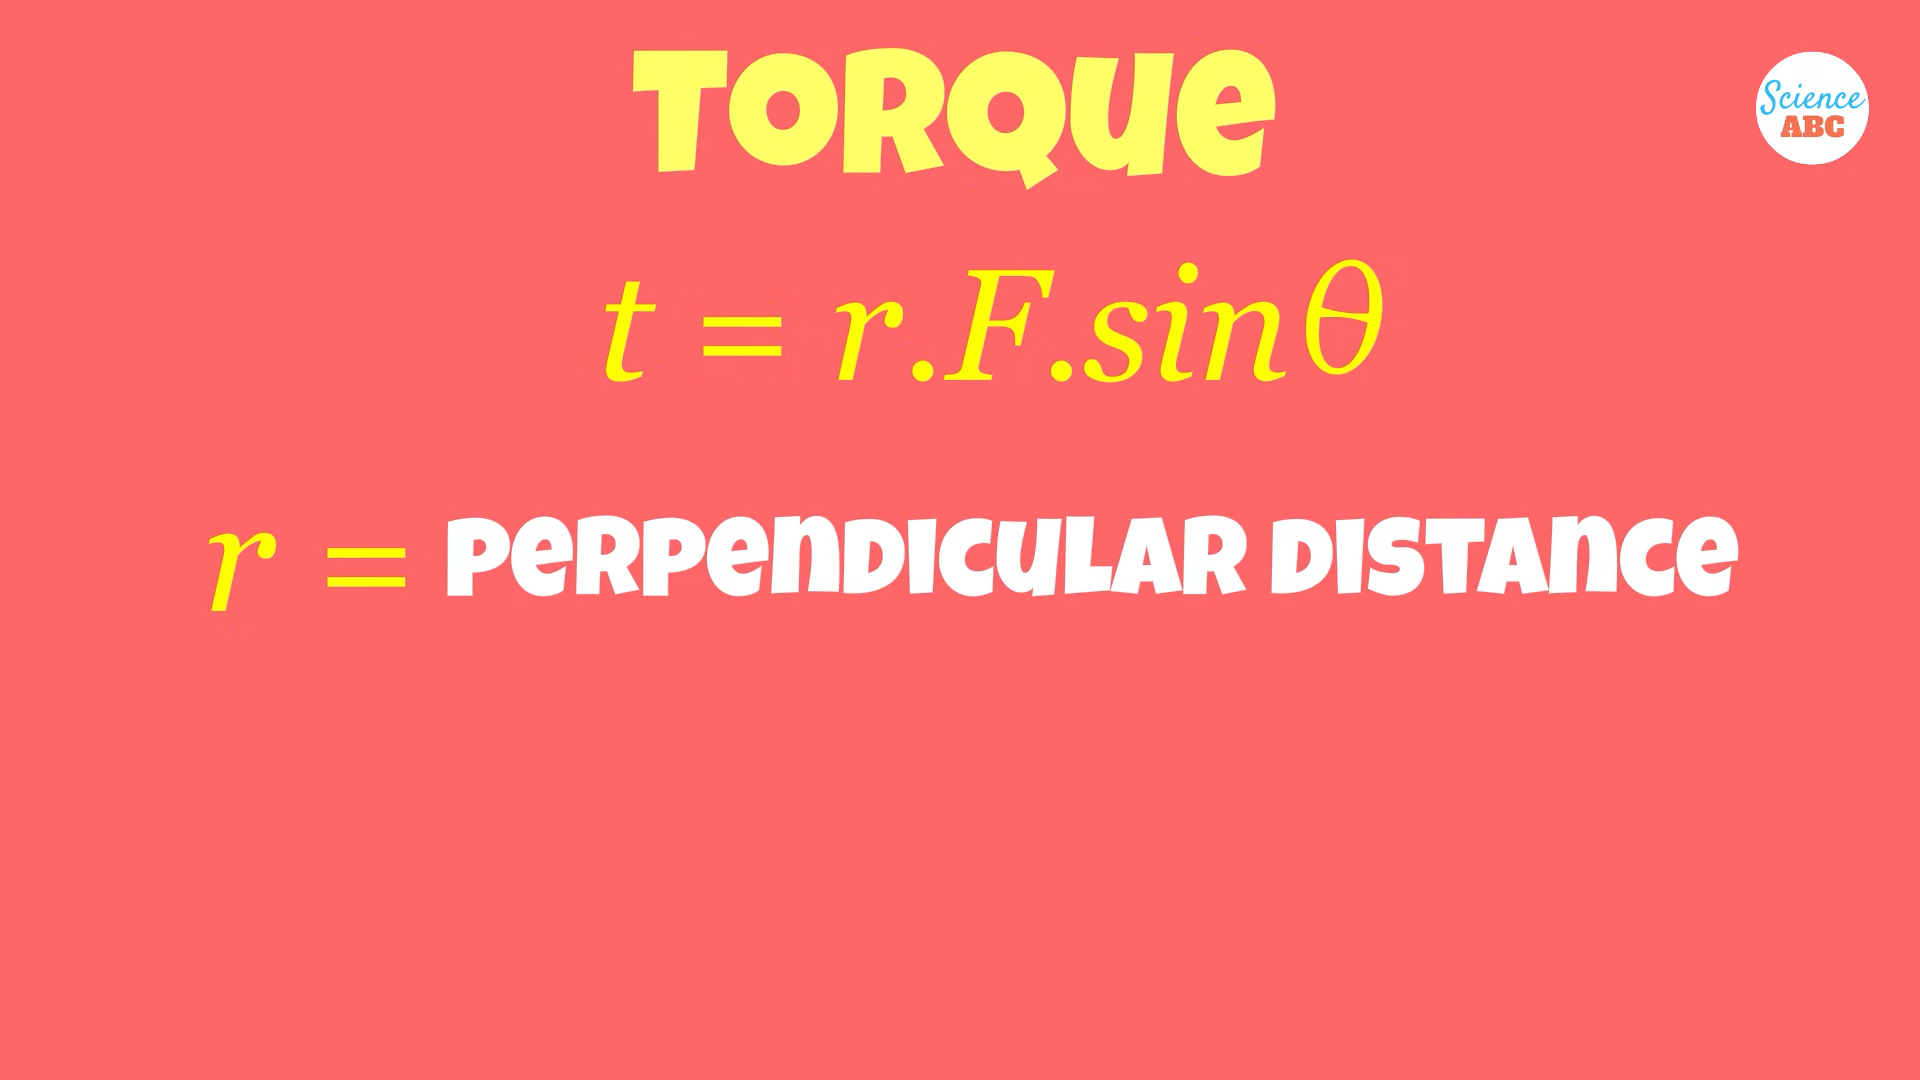 TORQUE
Science
ABC
t = r.F.sinθ
r = PERPENDICULAR DISTANCE